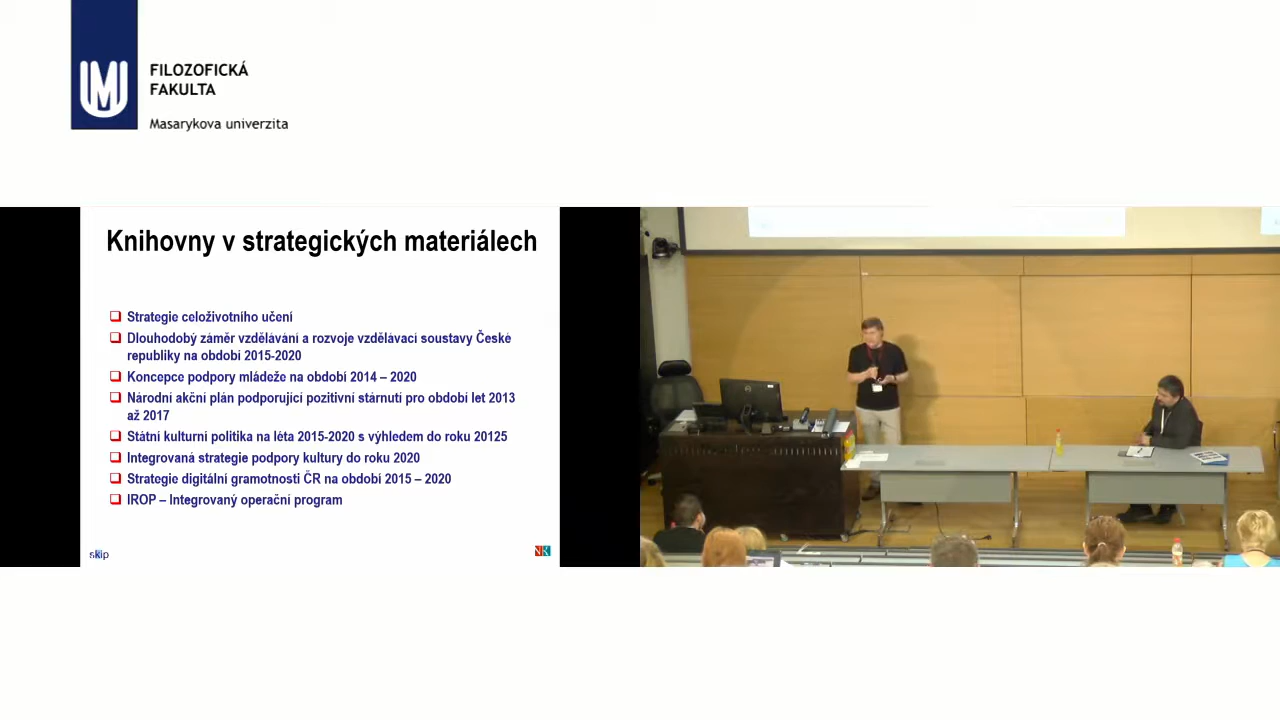 FILOZOFICKÁ
FAKULTA
Masarykova univerzita
Knihovny v strategických materiálech
Strategie celoživotního učení
Dlouhodobý záměr vzdělávání a rozvoje vzdělávací soustavy České
republiky na období 2015-2020
Koncepce podpory mládeže na období 2014 – 2020
Národní akční plán podporující pozitivní stárnutí pro období let 2013
až 2017
Státní kulturní politika na léta 2015-2020 s výhledem do roku 20125
Integrovaná strategie podpory kultury do roku 2020
Strategie digitální gramotnosti ČR na období 2015 – 2020
IROP – Integrovaný operační program
skip
NK